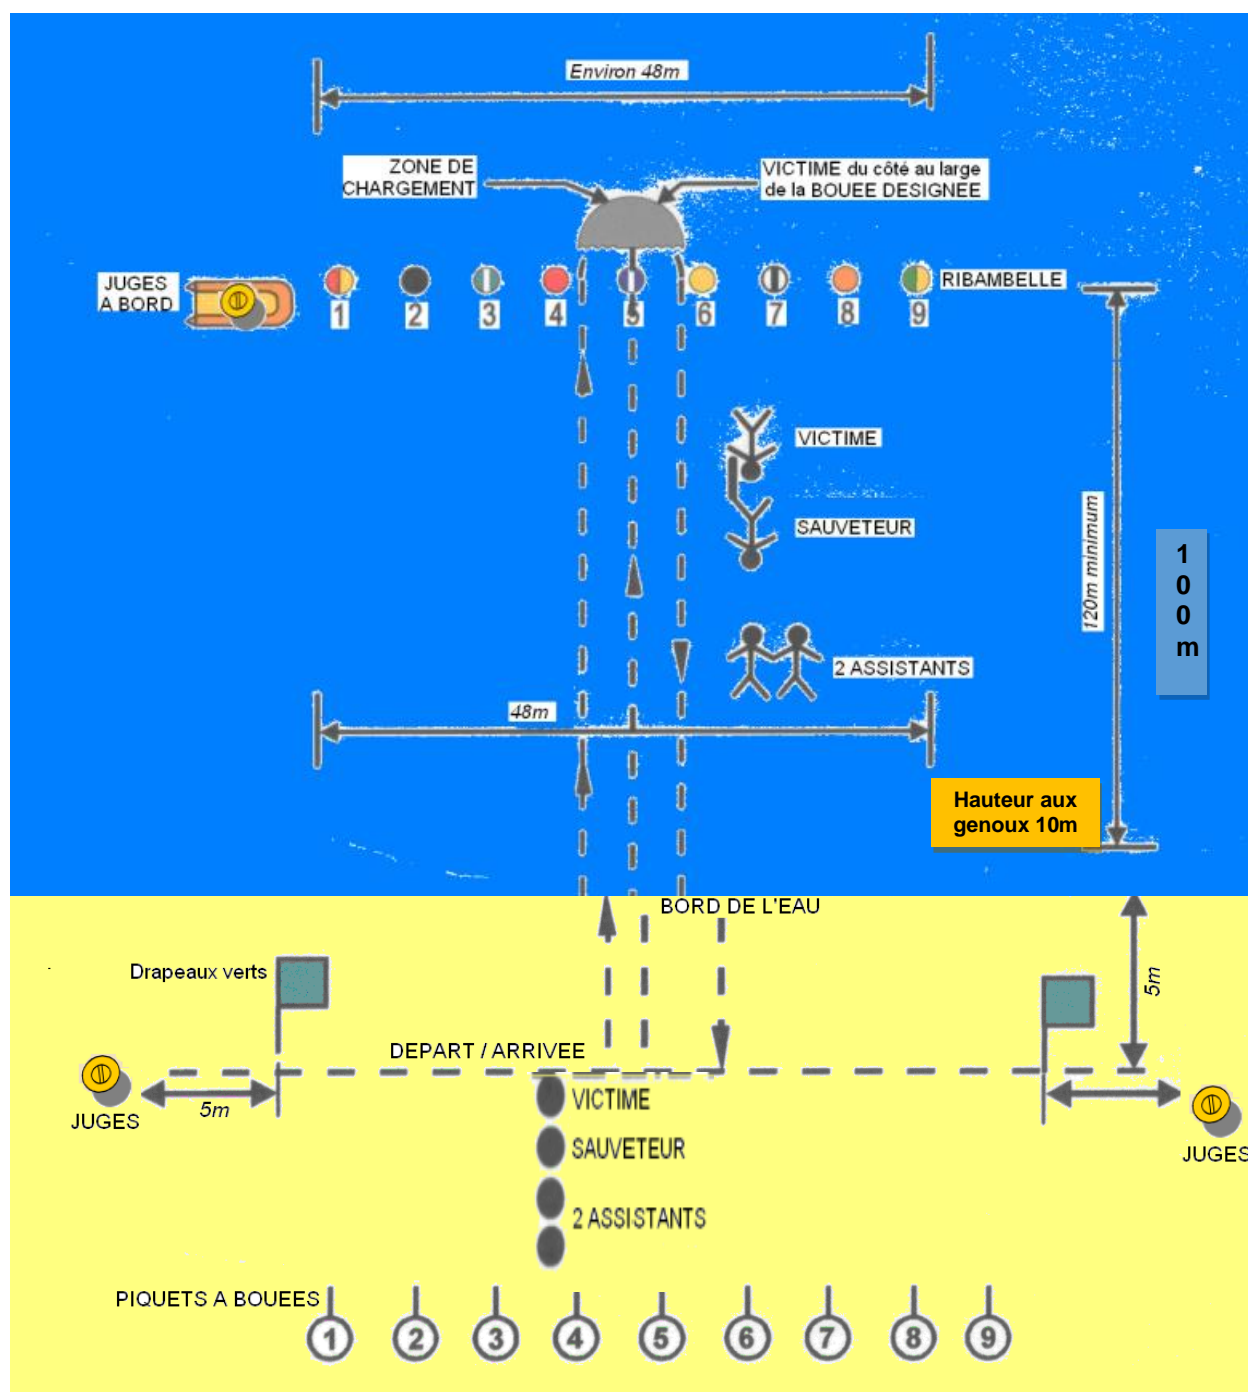 Environ 48m
ZONE DE
CHARGEMENT
VICTIME du côté au large
de la BOUEE DESIGNEE
JUGES
A BORD
RIBAMBELLE
1 2 3 4 5 6 7 8 9
VICTIME
SAUVETEUR
120m minimum
1
0
0
m
2 ASSISTANTS
48m
Hauteur aux
genoux 10m
BORD DE L'EAU
Drapeaux verts
5m
DEPART / ARRIVEE
5m
JUGES
JUGES
VICTIME
SAUVETEUR
2 ASSISTANTS
PIQUETS A BOUEES
1 2 3 4 5 6 7 8 9